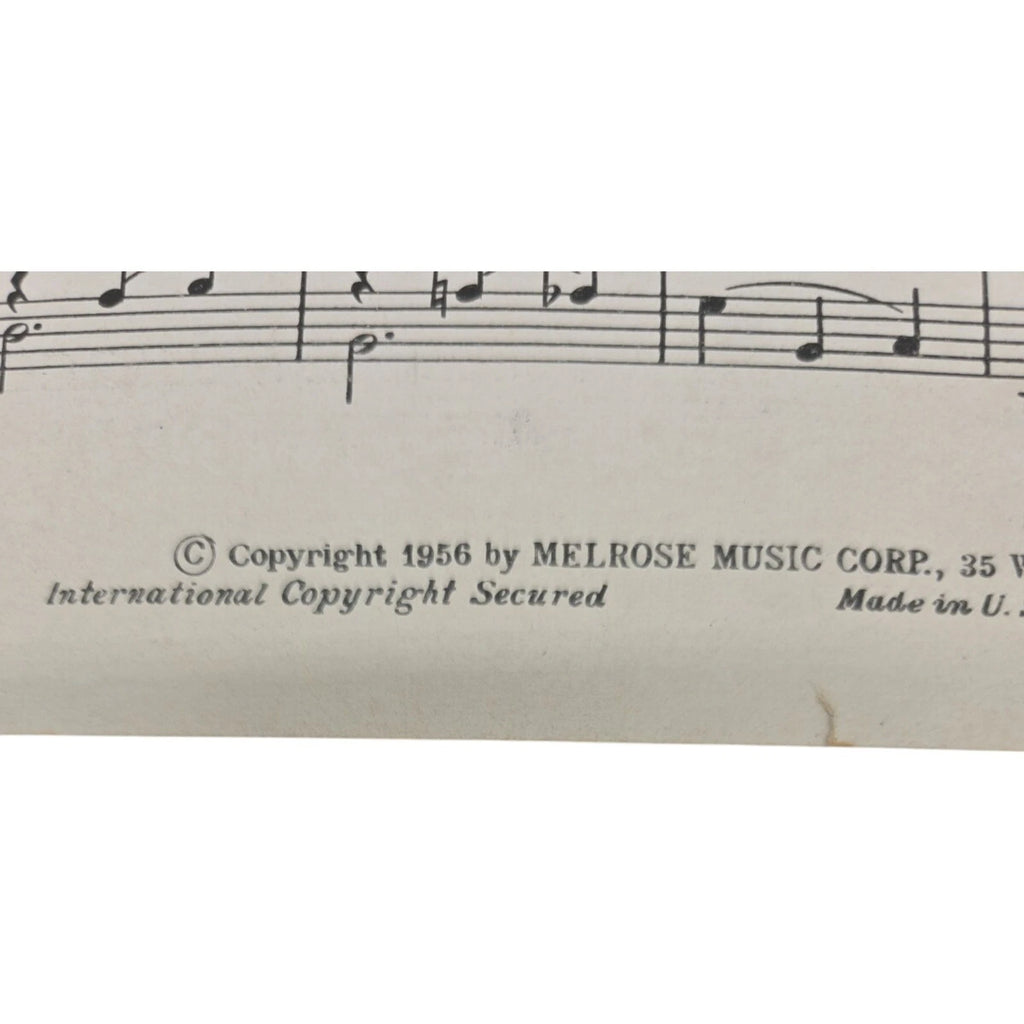 © Copyright 1956 by MELROSE MUSIC CORP., 35
International Copyright Secured Made in U.